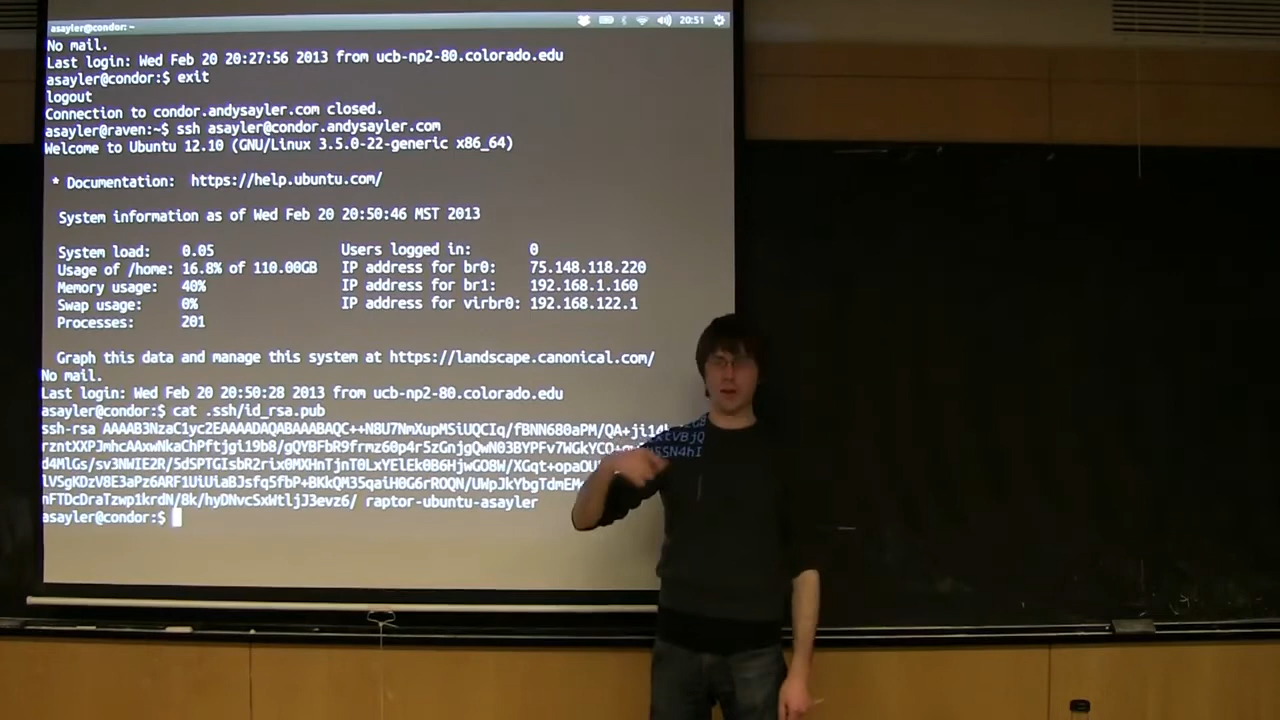 asayler@condor: ~
20:51
No mail.
Last login: Wed Feb 20 20:27:56 2013 from ucb-np2-80.colorado.edu
asayler@condor:$ exit
logout
Connection to condor.andysayler.com closed.
asayler@raven:~$ ssh asayler@condor.andysayler.com
Welcome to Ubuntu 12.10 (GNU/Linux 3.5.0-22-generic x86_64)
* Documentation: https://help.ubuntu.com/
System information as of Wed Feb 20 20:50:46 MST 2013
System load: 0.05 Users logged in: 0
Usage of /home: 16.8% of 110.00GB IP address for br0: 75.148.118.220
Memory usage: 40% IP address for br1: 192.168.1.160
Swap usage: 0% IP address for virbr0: 192.168.122.1
Processes: 201
Graph this data and manage this system at https://landscape.canonical.com/
No mail.
Last login: Wed Feb 20 20:50:28 2013 from ucb-np2-80.colorado.edu
asayler@condor:$ cat .ssh/id_rsa.pub
ssh-rsa
raptor-ubuntu-asayler
asayler@condor:$